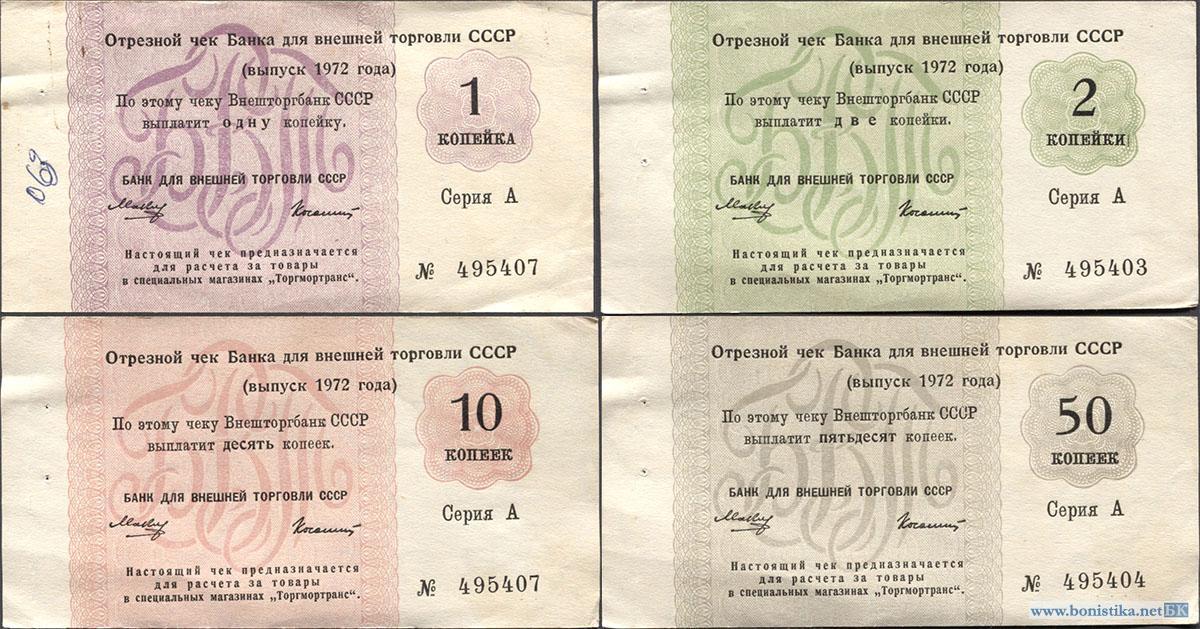 Отрезной чек Банка для внешней торговли СССР
(выпуск 1972 года)
По этому чеку Внешторгбанк СССР
выплатит одну копейку.
1
КОПЕЙКА
БАНК ДЛЯ ВНЕШНЕЙ ТОРГОВЛИ СССР
Серия А
Настоящий чек предназначается
для расчета за товары
в специальных магазинах „Торгмортранс“.
№ 495407
063
Отрезной чек Банка для внешней торговли СССР
(выпуск 1972 года)
По этому чеку Внешторгбанк СССР
выплатит две копейки.
2
КОПЕЙКИ
БАНК ДЛЯ ВНЕШНЕЙ ТОРГОВЛИ СССР
Серия А
Настоящий чек предназначается
для расчета за товары
в специальных магазинах „Торгмортранс“.
№ 495403
Отрезной чек Банка для внешней торговли СССР
(выпуск 1972 года)
По этому чеку Внешторгбанк СССР
выплатит десять копеек.
10
КОПЕЕК
БАНК ДЛЯ ВНЕШНЕЙ ТОРГОВЛИ СССР
Серия А
Настоящий чек предназначается
для расчета за товары
в специальных магазинах „Торгмортранс“.
№ 495407
Отрезной чек Банка для внешней торговли СССР
(выпуск 1972 года)
По этому чеку Внешторгбанк СССР
выплатит пятьдесят копеек.
50
КОПЕЕК
БАНК ДЛЯ ВНЕШНЕЙ ТОРГОВЛИ СССР
Серия А
Настоящий чек предназначается
для расчета за товары
в специальных магазинах „Торгмортранс“.
№ 495404
www.bonistika.net БК